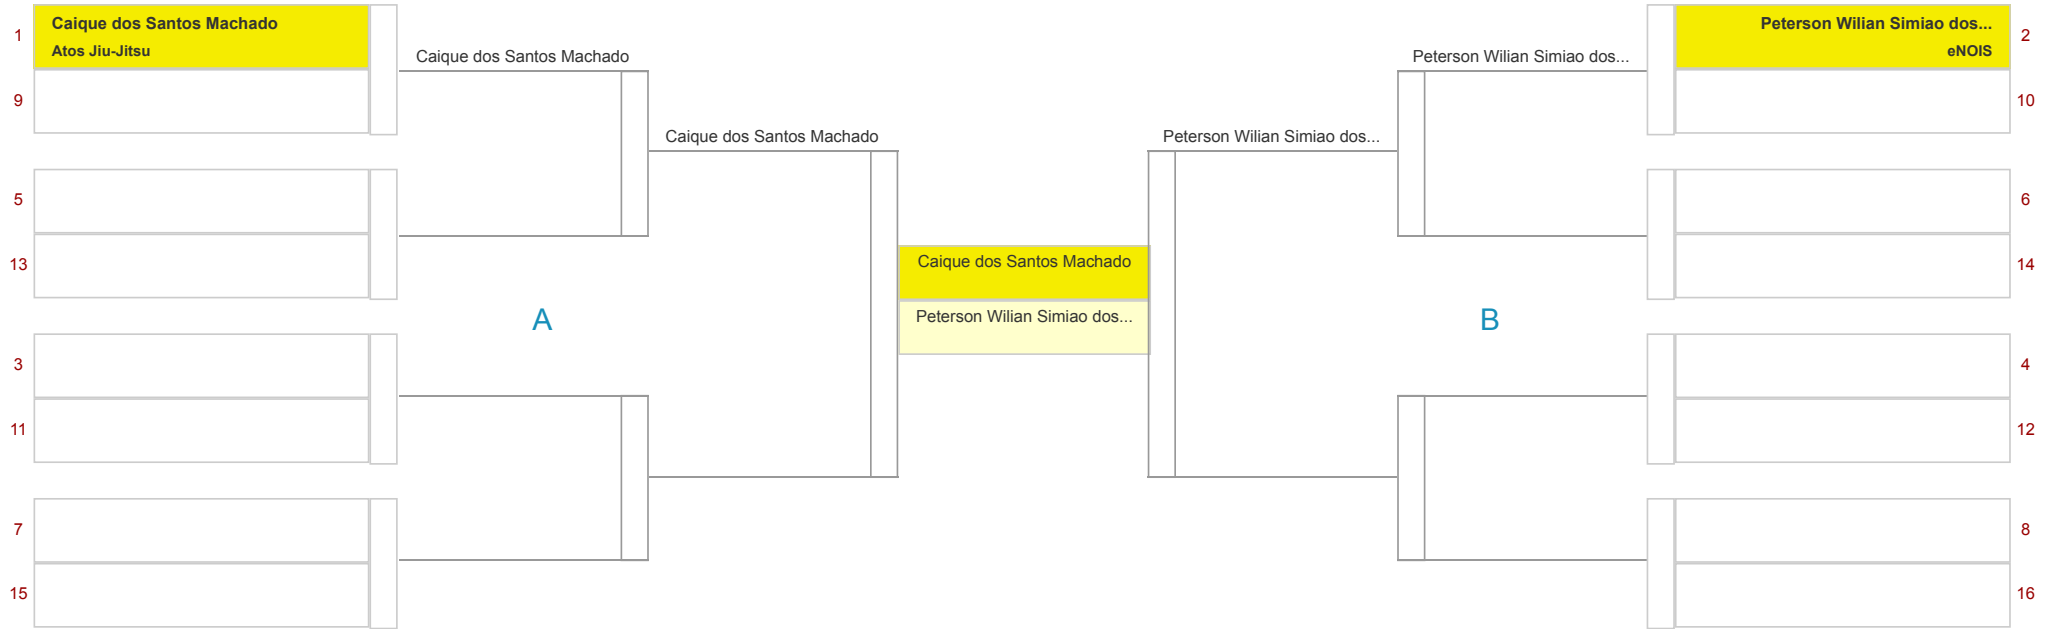 1
Caique dos Santos Machado
Atos Jiu-Jitsu
9
5
13
3
11
7
15
Caique dos Santos Machado
Caique dos Santos Machado
A
Caique dos Santos Machado
Peterson Wilian Simiao dos...
Peterson Wilian Simiao dos...
Peterson Wilian Simiao dos...
B
Peterson Wilian Simiao dos...
eNOIS
2
10
6
14
4
12
8
16